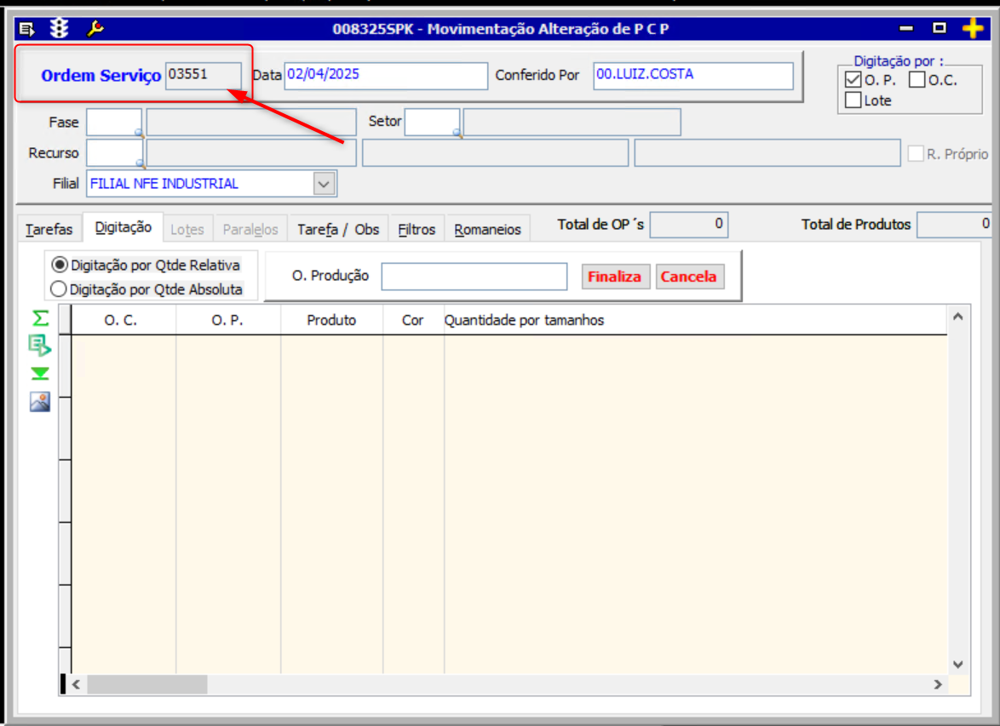 008325SPK - Movimentação Alteração de P C P
Ordem Serviço 03551 Data 02/04/2025 Conferido Por 00.LUIZ.COSTA
Digitação por :
O. P. O.C.
Lote
Fase Setor
Recurso R. Próprio
Filial FILIAL NFE INDUSTRIAL
Tarefas Digitação Lotes Paralelos Tarefa / Obs Filtros Romaneios Total de OP ´s 0 Total de Produtos 0
Digitação por Qtde Relativa
Digitação por Qtde Absoluta
O. Produção Finaliza Cancela
O. C. O. P. Produto Cor Quantidade por tamanhos